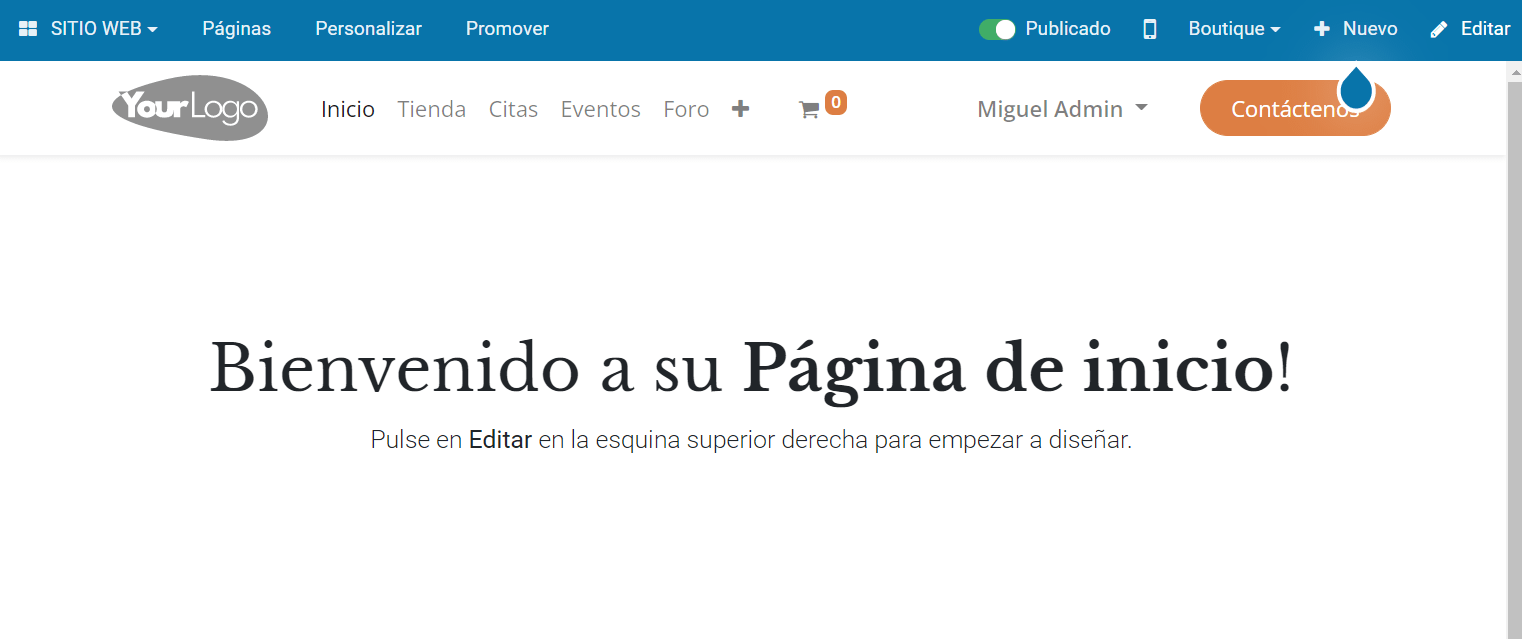 SITIO WEB Páginas Personalizar Promover Publicado Boutique Nuevo Editar
YourLogo Inicio Tienda Citas Eventos Foro 0 Miguel Admin Contáctenos
Bienvenido a su Página de inicio!
Pulse en Editar en la esquina superior derecha para empezar a diseñar.